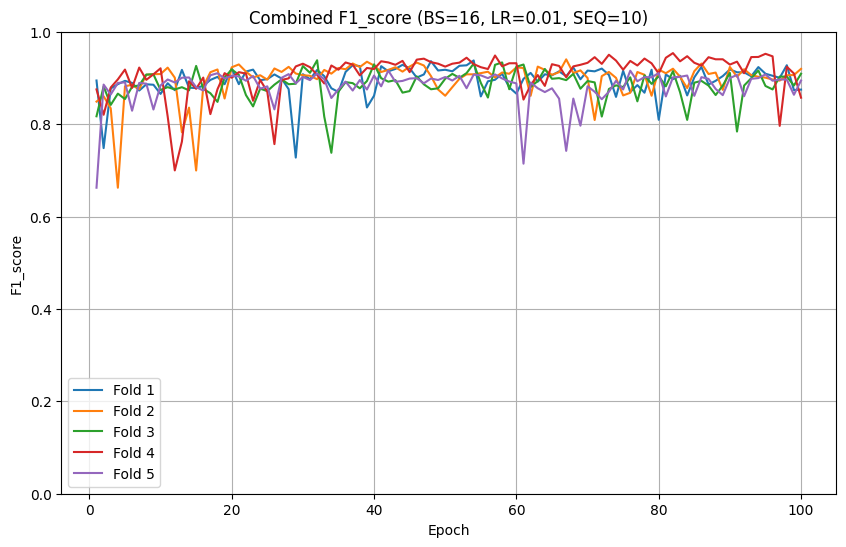 Combined F1_score (BS=16, LR=0.01, SEQ=10)
F1_score
1.0
0.8
0.6
0.4
0.2
0.0
Fold 1
Fold 2
Fold 3
Fold 4
Fold 5
0 20 40 60 80 100
Epoch